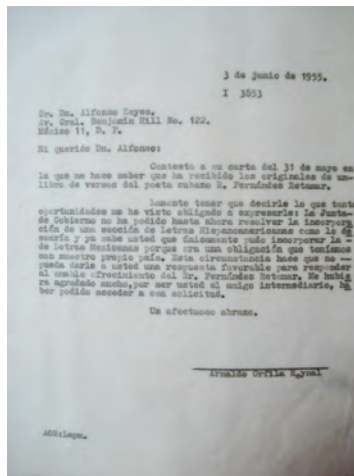 3 de junio de 1955.
I 3853
Sr. Dn. Alfonso Reyes.
Av. Gral. Benjamín Hill No. 122.
México 11, D. F.
Mi querido Dn. Alfonso:
Contesto a su carta del 31 de mayo en
la que me hace saber que ha recibido los originales de un-
libro de versos del poeta cubano R. Fernández Retamar.
Lamento tener que decirle lo que tantas
oportunidades me he visto obligado a expresarle: La Junta-
de Gobierno no ha podido hasta ahora resolver la incorpora
ción de una sección de Letras Hispanoamericanas como lo de
searía y ya sabe usted que únicamente pudo incorporar la -
de Letras Mexicanas porque era una obligación que teníamos
con nuestro propio país. Esta circunstancia hace que no --
pueda darle a usted una respuesta favorable para responder
al amable ofrecimiento del Sr. Fernández Retamar. Me hubie
ra agradado mucho, por ser usted el amigo intermediario, ha
ber podido acceder a esa solicitud.
Un afectuoso abrazo.
Arnaldo Orfila Reynal
AOR:lapa.